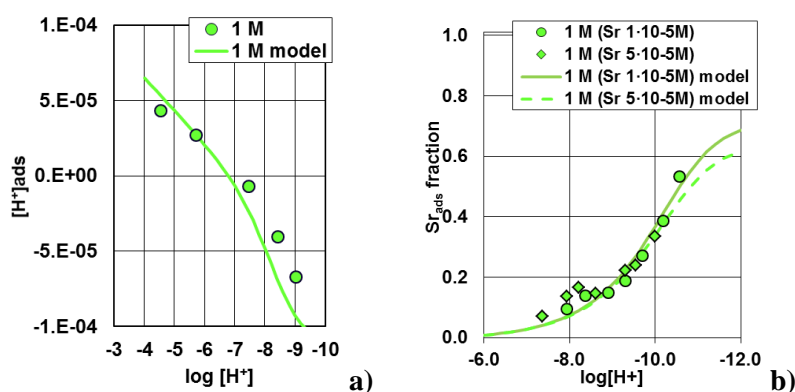 1 M
1 M model
1.E-04
5.E-05
0.E+00
-5.E-05
-1.E-04
[H⁺]ads
-3 -4 -5 -6 -7 -8 -9 -10
log [H⁺]
a)
1 M (Sr 1·10-5M)
1 M (Sr 5·10-5M)
1 M (Sr 1·10-5M) model
1 M (Sr 5·10-5M) model
1.0
0.8
0.6
0.4
0.2
0.0
Sr_ads fraction
-6.0 -8.0 -10.0 -12.0
log[H+]
b)